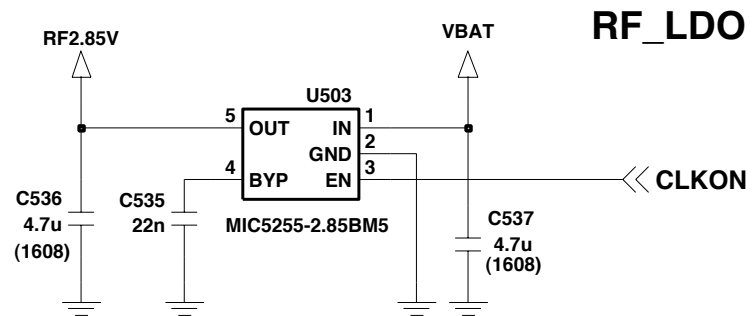 RF_LDO
RF2.85V
VBAT
U503
5 OUT IN 1
GND 2
4 BYP EN 3
CLKON
C536
4.7u
(1608)
C535
22n
MIC5255-2.85BM5
C537
4.7u
(1608)